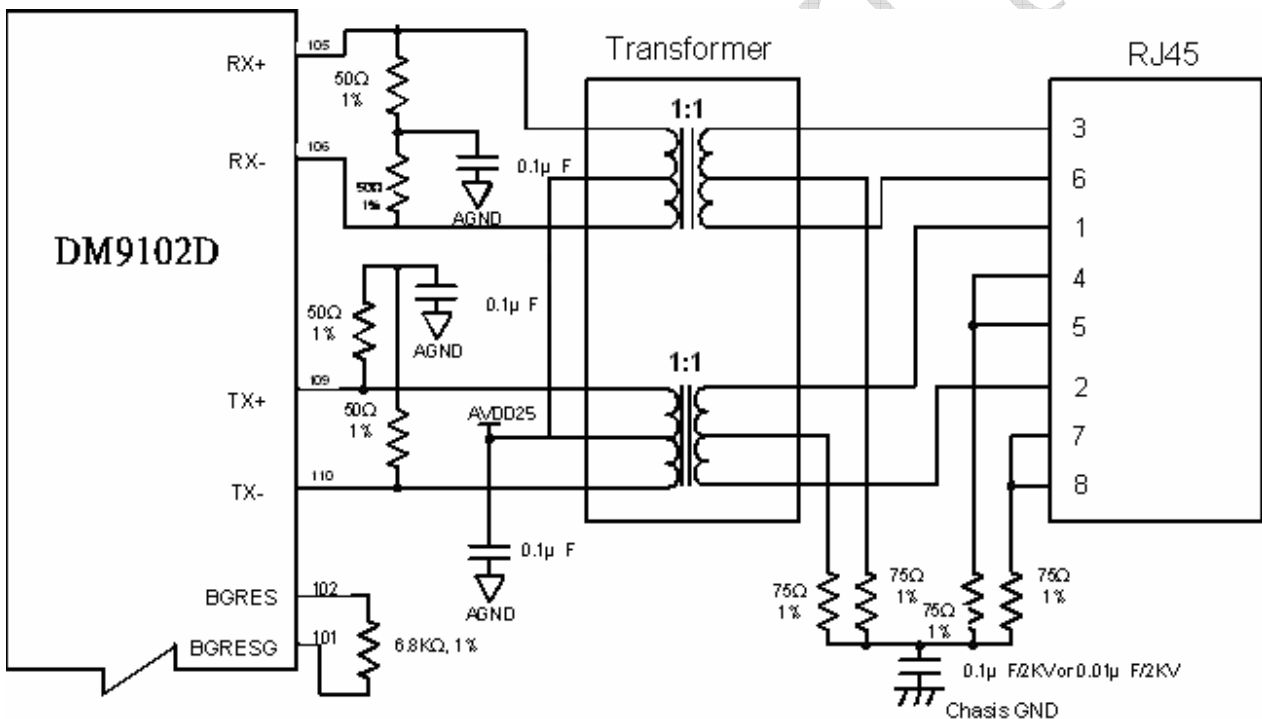 Transformer
RJ45
DM9102D
RX+
105
50Ω
1%
RX-
106
50Ω
1%
0.1µ F
AGND
1:1
3
6
1
4
5
2
7
8
50Ω
1%
0.1µ F
AGND
TX+
109
50Ω
1%
AVDD25
1:1
TX-
110
0.1µ F
AGND
BGRES
102
BGRESG
101
6.8KΩ, 1%
75Ω
1%
75Ω
1%
75Ω
1%
75Ω
1%
0.1µ F/2KV or 0.01µ F/2KV
Chasis GND